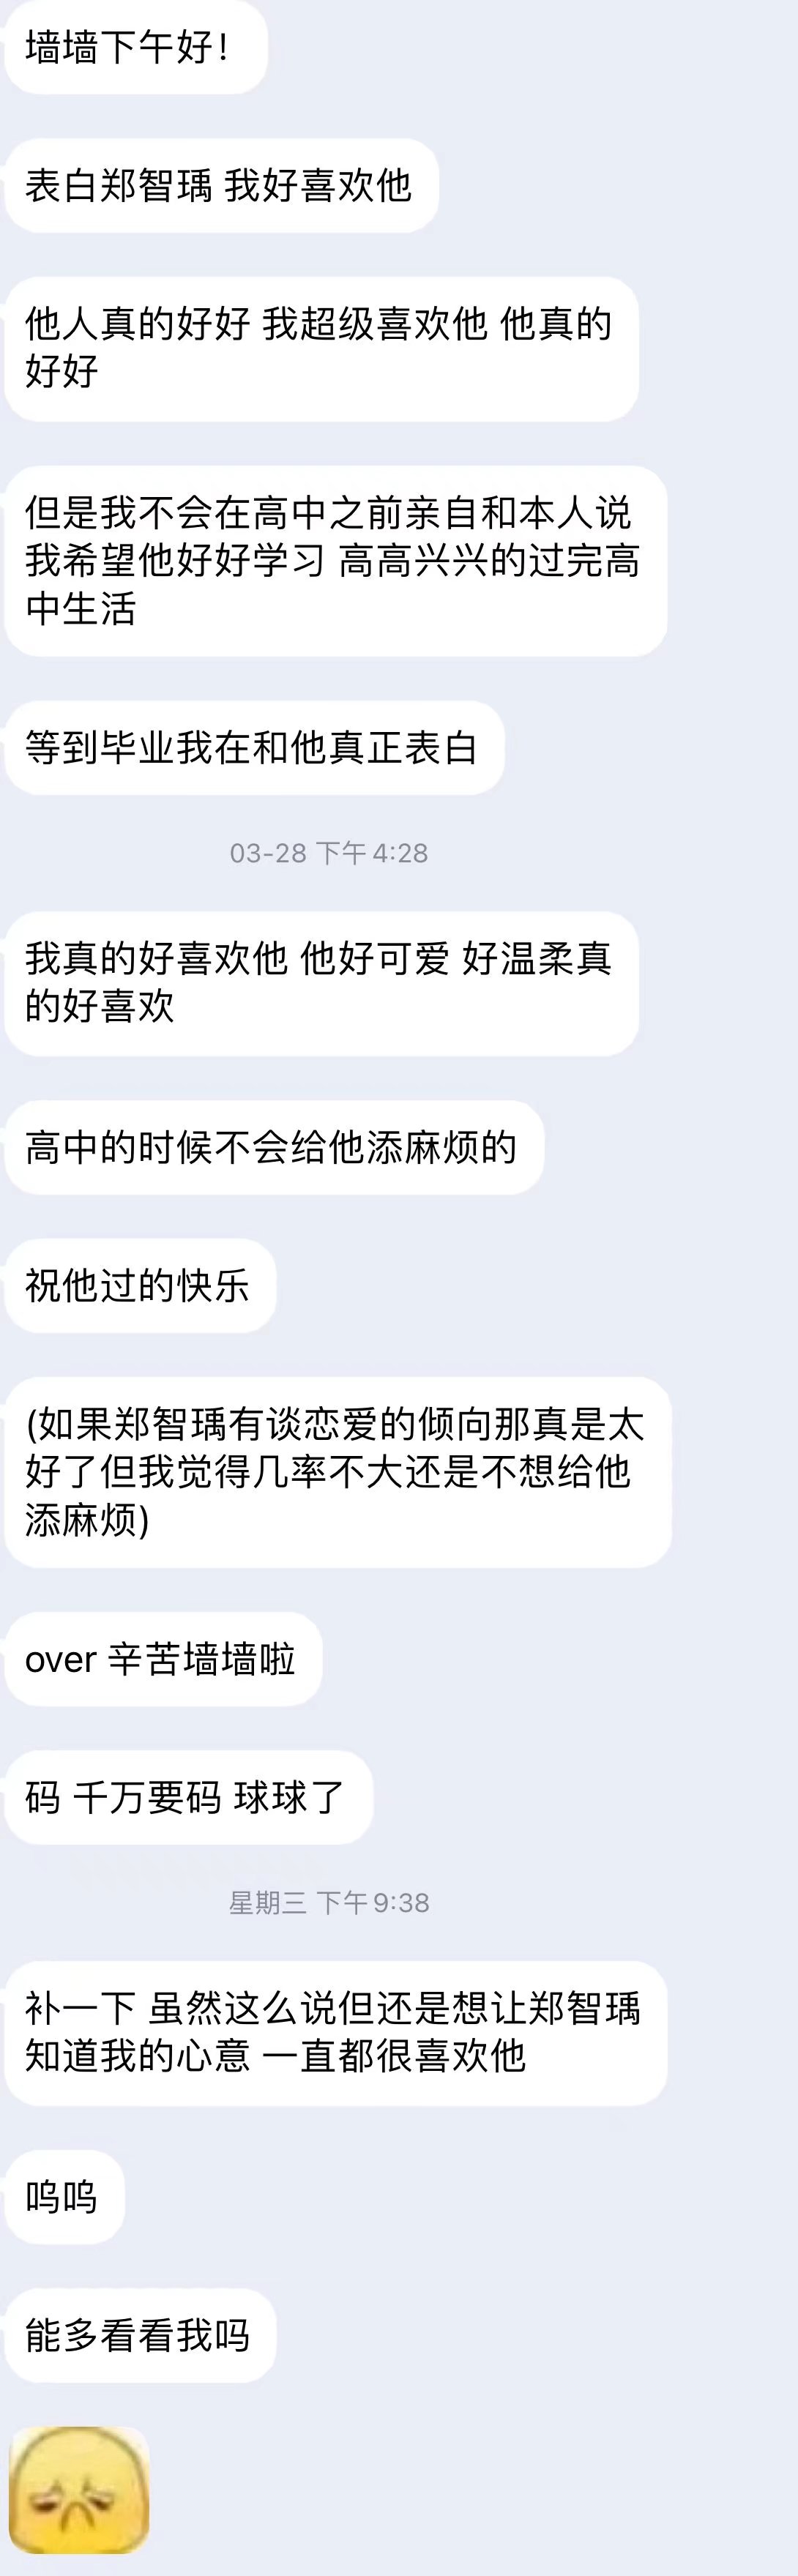 墙墙下午好！
表白郑智瑀 我好喜欢他
他人真的好好 我超级喜欢他 他真的
好好
但是我不会在高中之前亲自和本人说
我希望他好好学习 高高兴兴的过完高
中生活
等到毕业我在和他真正表白
03-28 下午 4:28
我真的好喜欢他 他好可爱 好温柔真
的好喜欢
高中的时候不会给他添麻烦的
祝他过的快乐
(如果郑智瑀有谈恋爱的倾向那真是太
好了但我觉得几率不大还是不想给他
添麻烦)
over 辛苦墙墙啦
码 千万要码 球球了
星期三 下午 9:38
补一下 虽然这么说但还是想让郑智瑀
知道我的心意 一直都很喜欢他
呜呜
能多看看我吗